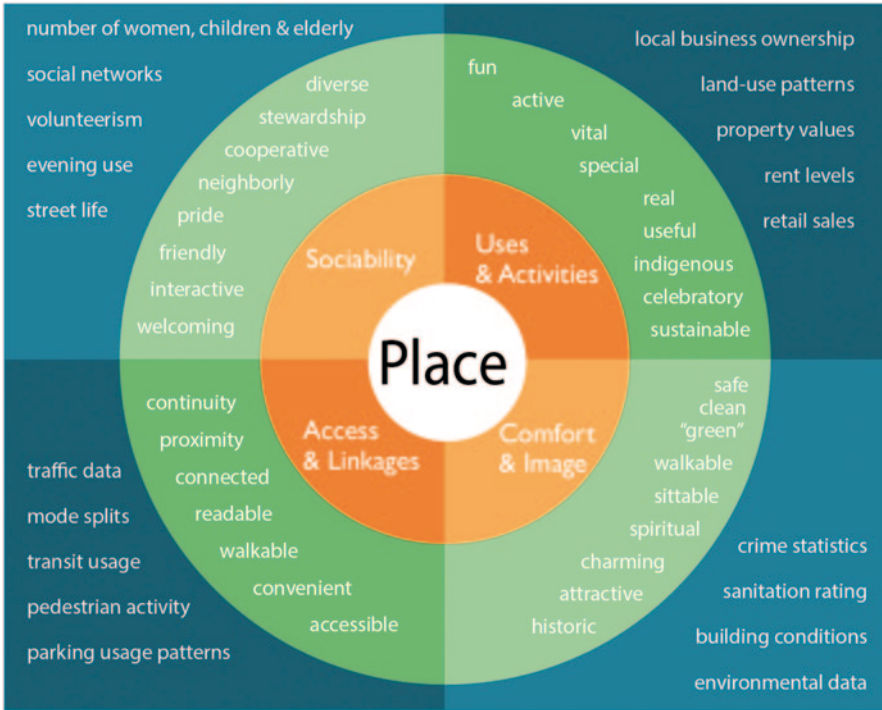 number of women, children & elderly
social networks
volunteerism
evening use
street life
diverse
stewardship
cooperative
neighborly
pride
friendly
interactive
welcoming
Sociability
fun
active
vital
special
real
useful
indigenous
celebratory
sustainable
Uses
& Activities
local business ownership
land-use patterns
property values
rent levels
retail sales
Place
continuity
proximity
connected
readable
walkable
convenient
accessible
Access
& Linkages
traffic data
mode splits
transit usage
pedestrian activity
parking usage patterns
Comfort
& Image
safe
clean
"green"
walkable
sittable
spiritual
charming
attractive
historic
crime statistics
sanitation rating
building conditions
environmental data